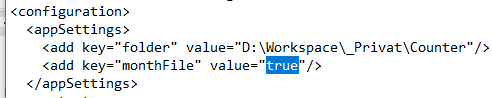 <configuration>
<appSettings>
<add key="folder" value="D:\Workspace\_Privat\Counter"/>
<add key="monthFile" value="true"/>
</appSettings>